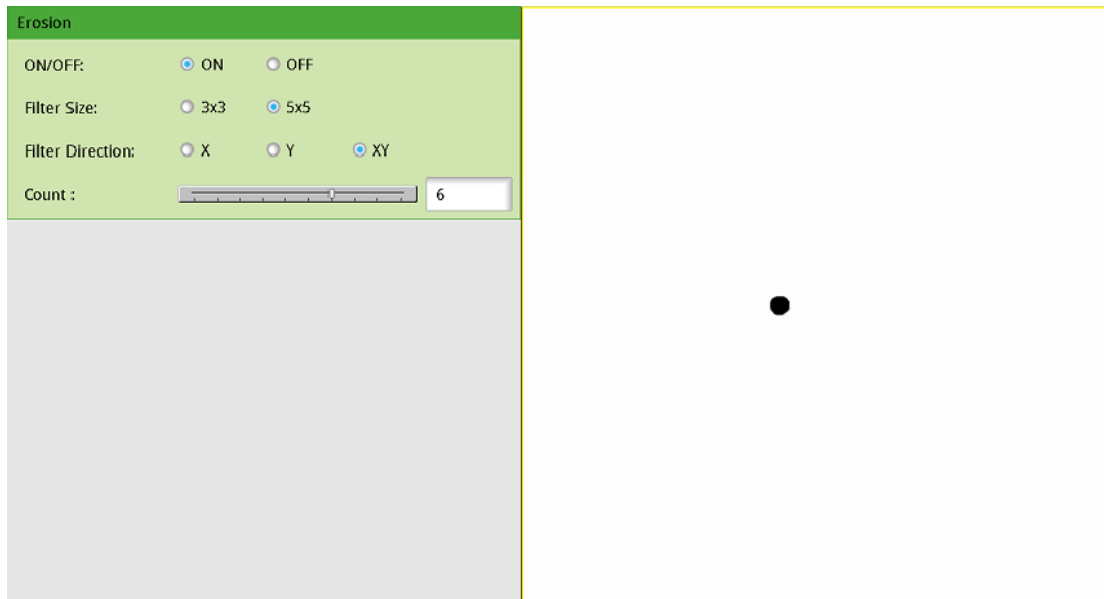 Erosion
ON/OFF: ON OFF
Filter Size: 3x3 5x5
Filter Direction: X Y XY
Count : 6